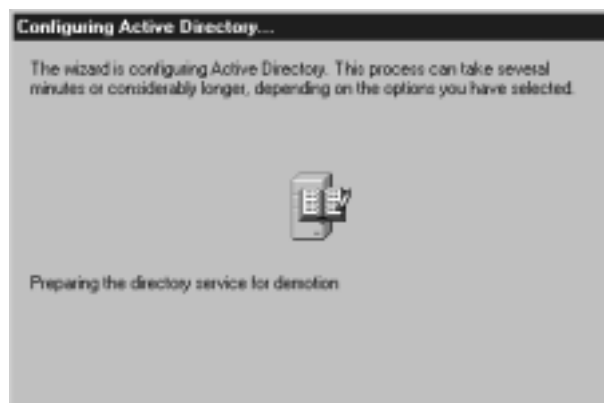 Configuring Active Directory...
The wizard is configuring Active Directory. This process can take several
minutes or considerably longer, depending on the options you have selected.
Preparing the directory service for demotion